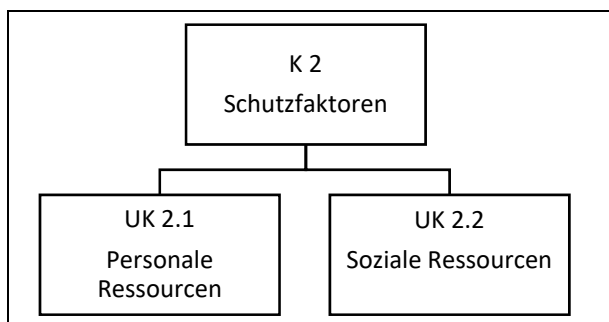 K 2
Schutzfaktoren
UK 2.1
Personale
Ressourcen
UK 2.2
Soziale Ressourcen